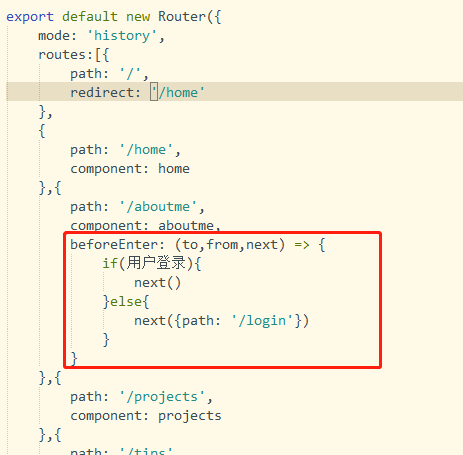 export default new Router({
    mode: 'history',
    routes:[{
        path: '/',
        redirect: '/home'
    },
    {
        path: '/home',
        component: home
    },{
        path: '/aboutme',
        component: aboutme,
        beforeEnter: (to,from,next) => {
            if(用户登录){
                next()
            }else{
                next({path: '/login'})
            }
        }
    },{
        path: '/projects',
        component: projects
    },{
        path: '/tips'